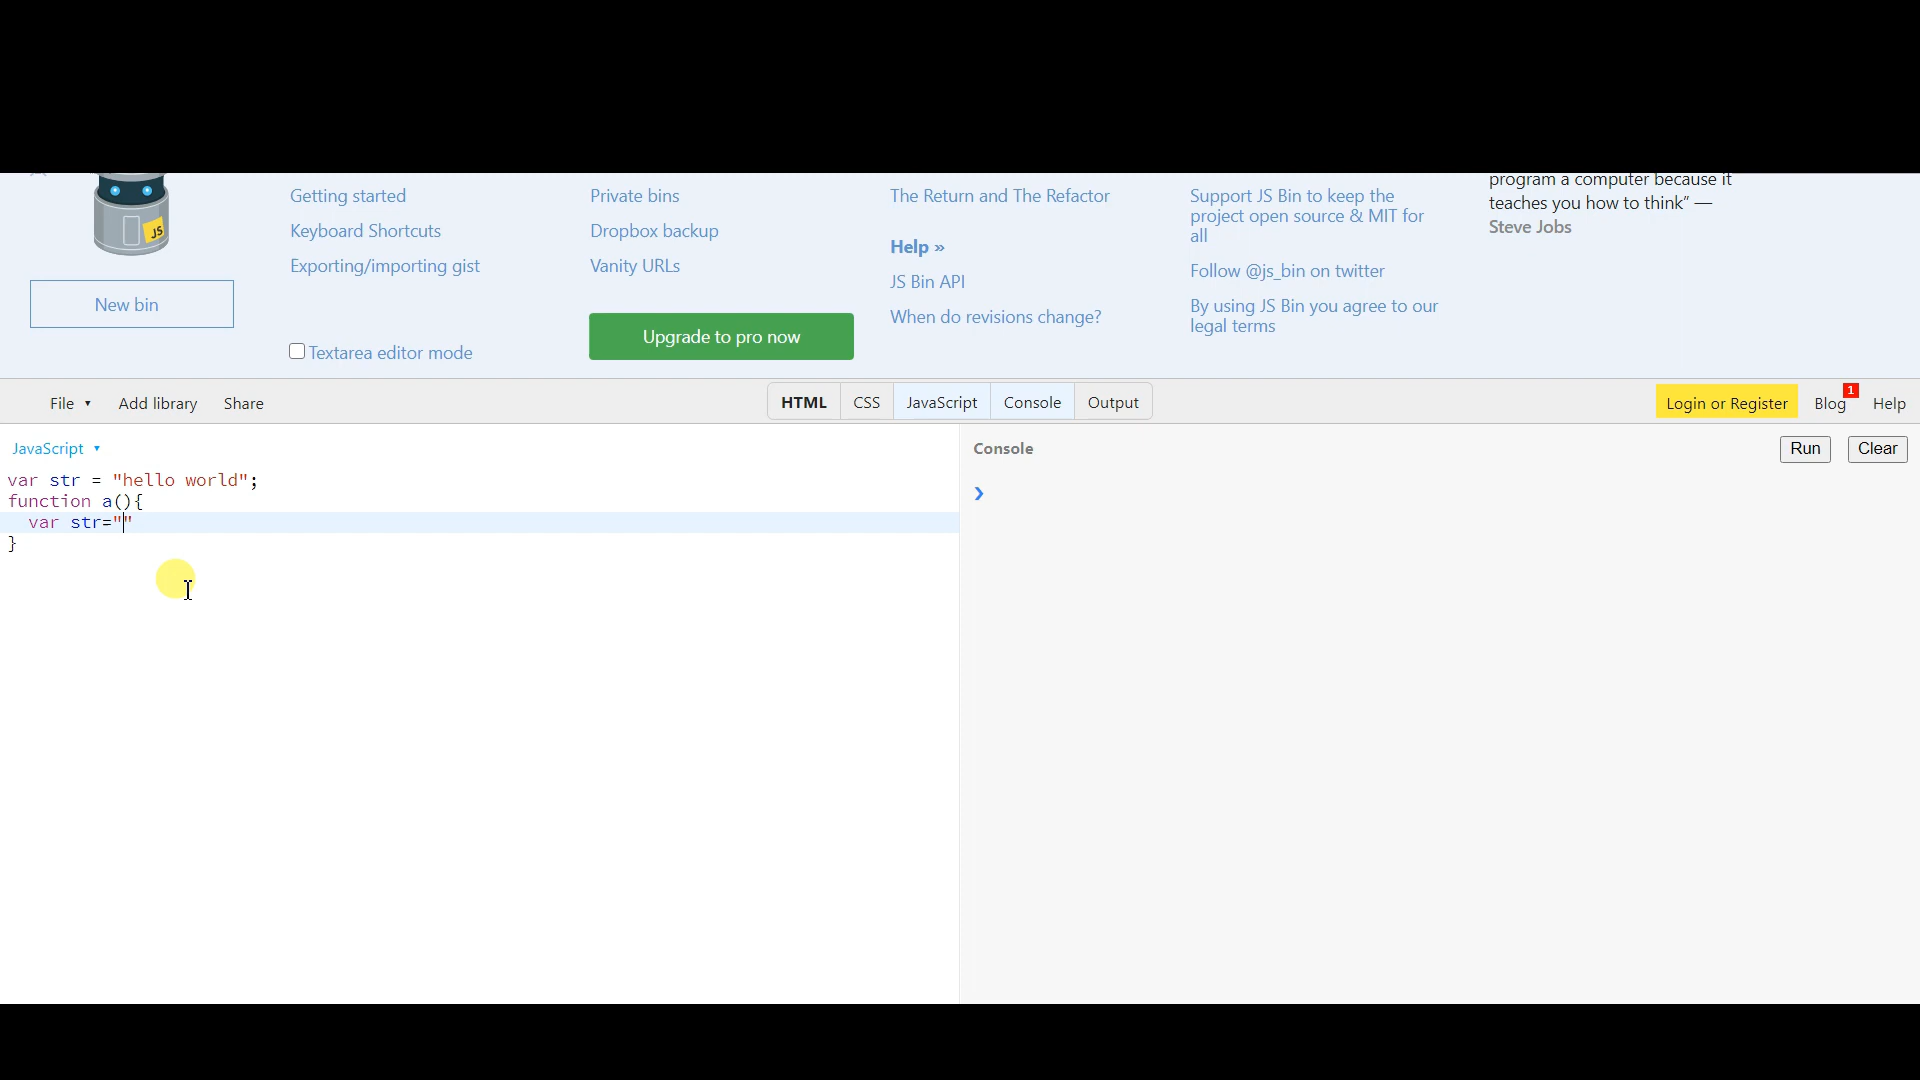 program a computer because it
teaches you how to think” —
Steve Jobs
Getting started
Keyboard Shortcuts
Exporting/importing gist
Private bins
Dropbox backup
Vanity URLs
The Return and The Refactor
Help »
JS Bin API
When do revisions change?
Support JS Bin to keep the
project open source & MIT for
all
Follow @js_bin on twitter
By using JS Bin you agree to our
legal terms
JS
New bin
Textarea editor mode
Upgrade to pro now
File ▾ Add library Share
HTML CSS JavaScript Console Output
Login or Register Blog 1 Help
JavaScript ▾
var str = "hello world";
function a(){
var str=""
}
Console
Run Clear
❯